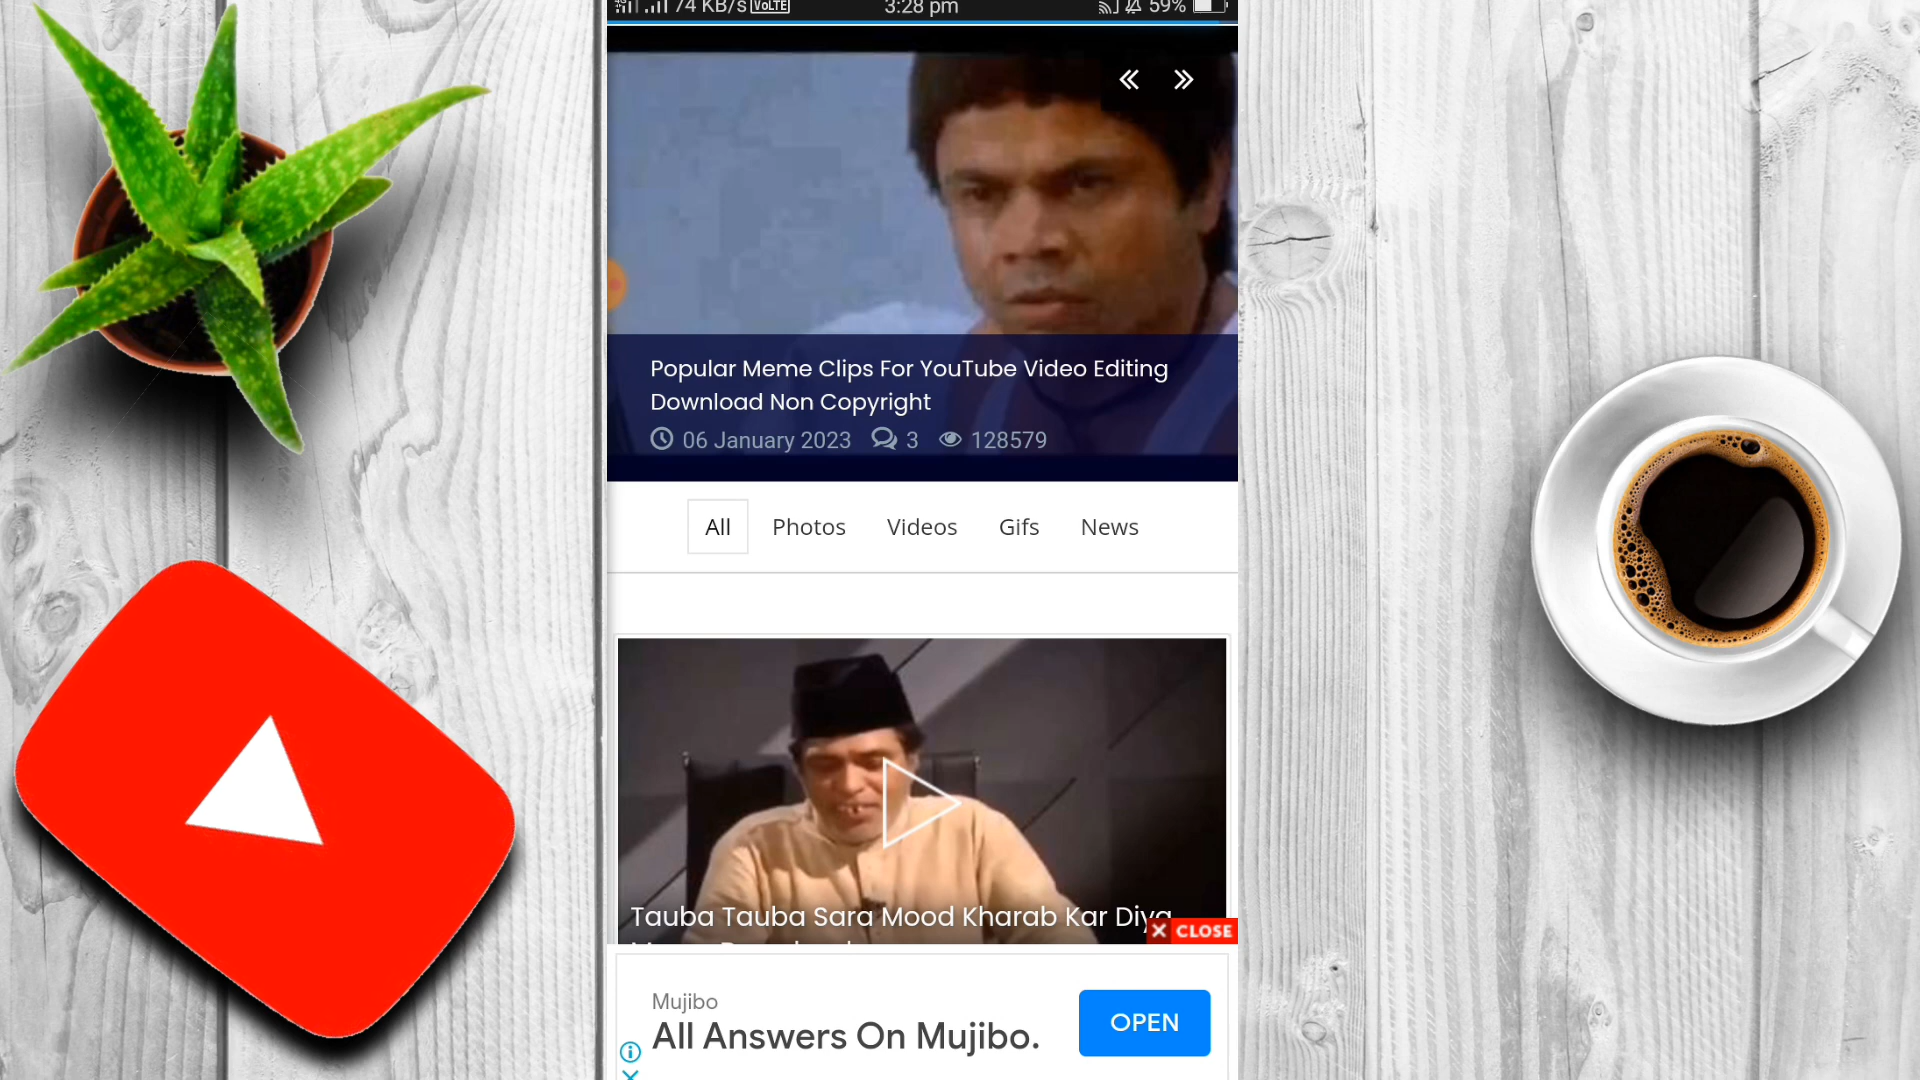 74 KB/s VoLTE 3:28 pm 59%
Popular Meme Clips For YouTube Video Editing
Download Non Copyright
06 January 2023 3 128579
All Photos Videos Gifs News
Tauba Tauba Sara Mood Kharab Kar Diya
CLOSE
Mujibo
All Answers On Mujibo.
OPEN